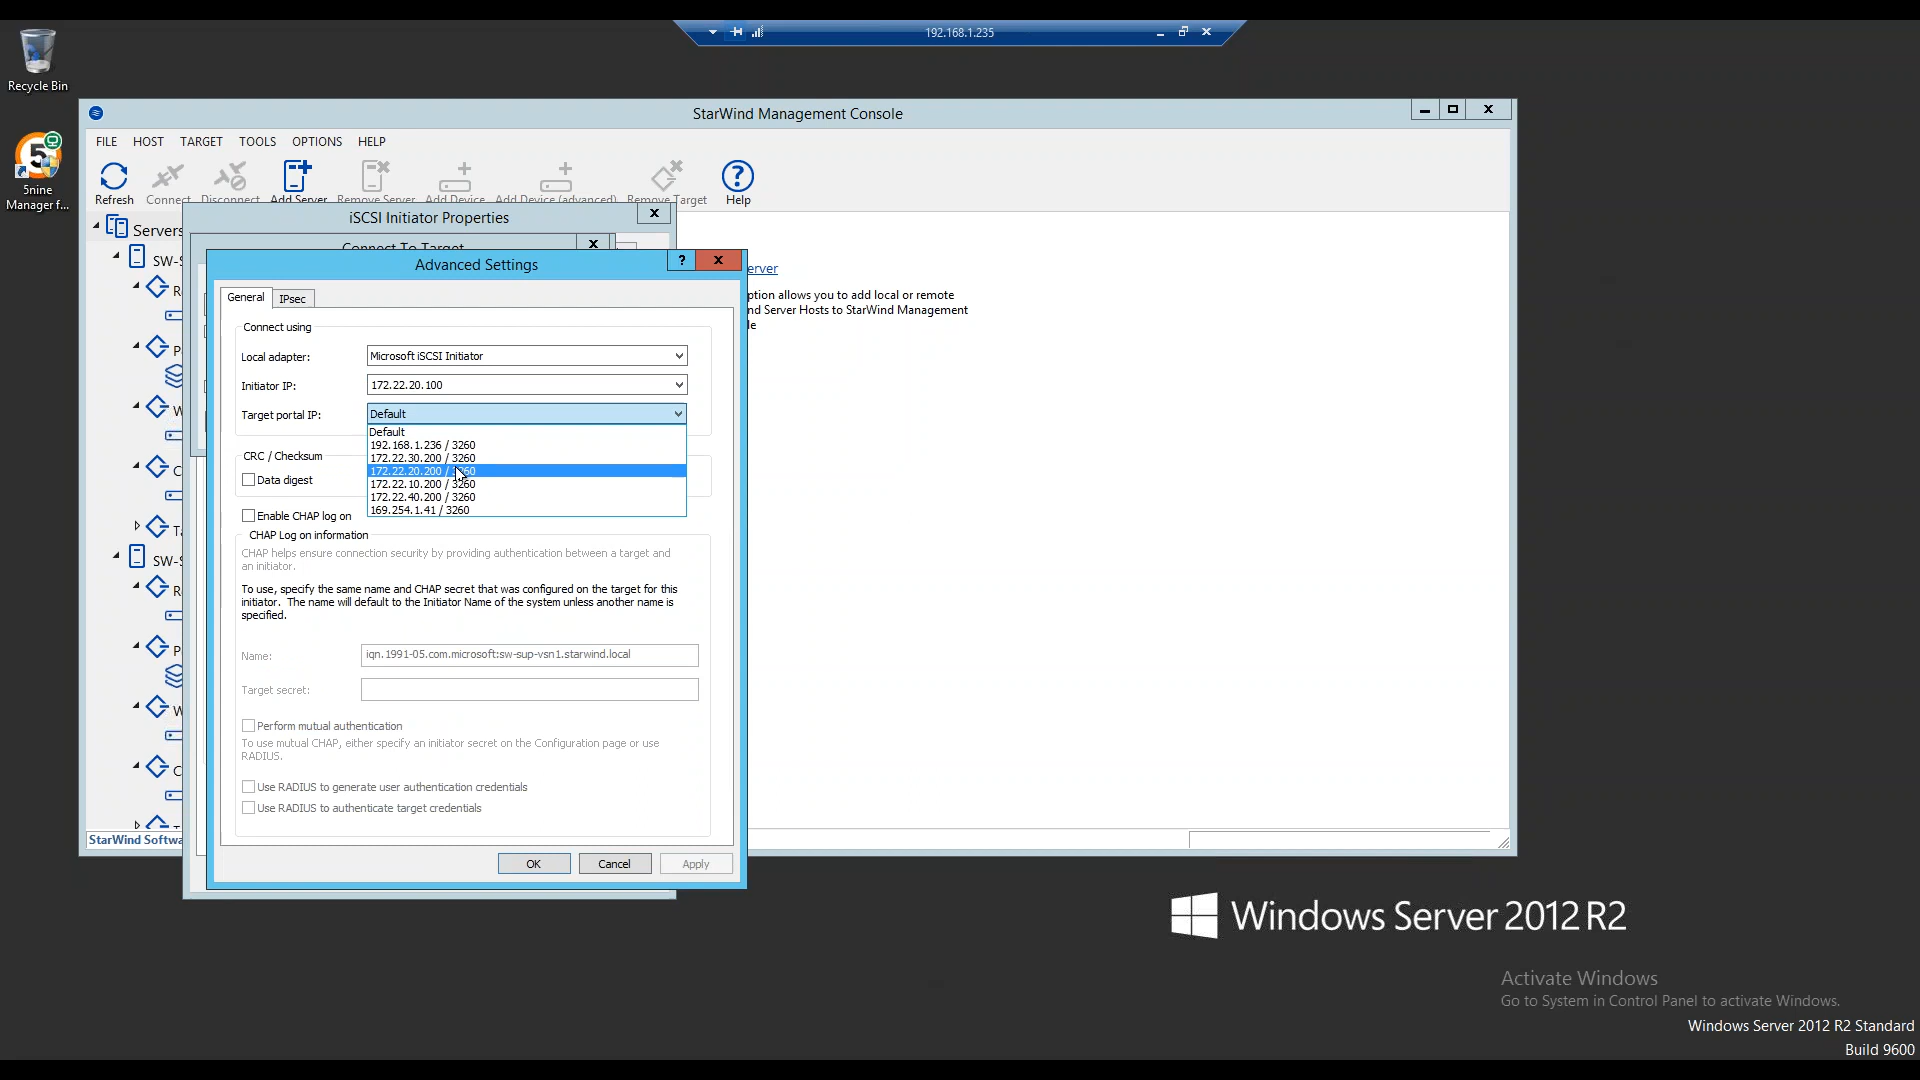 192.168.1.235
Recycle Bin
StarWind Management Console
FILE HOST TARGET TOOLS OPTIONS HELP
5nine
Manager f...
Refresh Connect Disconnect Add Server Remove Server Add Device Add Device (advanced) Remove Target Help
iSCSI Initiator Properties
Servers
Connect To Target
SW-S
Advanced Settings
?
erver
R
General IPsec
ption allows you to add local or remote
nd Server Hosts to StarWind Management
le
Connect using
P
Local adapter: Microsoft iSCSI Initiator
Initiator IP: 172.22.20.100
W
Target portal IP: Default
Default
192.168.1.236 / 3260
CRC / Checksum
172.22.30.200 / 3260
C
172.22.20.200 / 3260
Data digest
172.22.10.200 / 3260
172.22.40.200 / 3260
169.254.1.41 / 3260
Enable CHAP log on
T
CHAP Log on information
CHAP helps ensure connection security by providing authentication between a target and
an initiator.
SW-S
R
To use, specify the same name and CHAP secret that was configured on the target for this
initiator. The name will default to the Initiator Name of the system unless another name is
specified.
P
Name: iqn.1991-05.com.microsoft:sw-sup-vsn1.starwind.local
Target secret:
W
Perform mutual authentication
To use mutual CHAP, either specify an initiator secret on the Configuration page or use
RADIUS.
C
Use RADIUS to generate user authentication credentials
Use RADIUS to authenticate target credentials
StarWind Softwa
OK Cancel Apply
Windows Server 2012 R2
Activate Windows
Go to System in Control Panel to activate Windows.
Windows Server 2012 R2 Standard
Build 9600